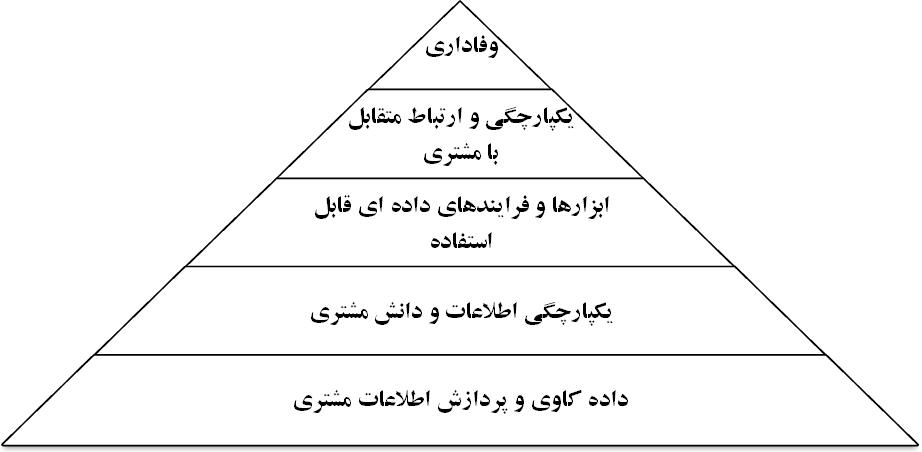 وفاداری
یکپارچگی و ارتباط متقابل
با مشتری
ابزارها و فرایندهای داده ای قابل
استفاده
یکپارچگی اطلاعات و دانش مشتری
داده کاوی و پردازش اطلاعات مشتری